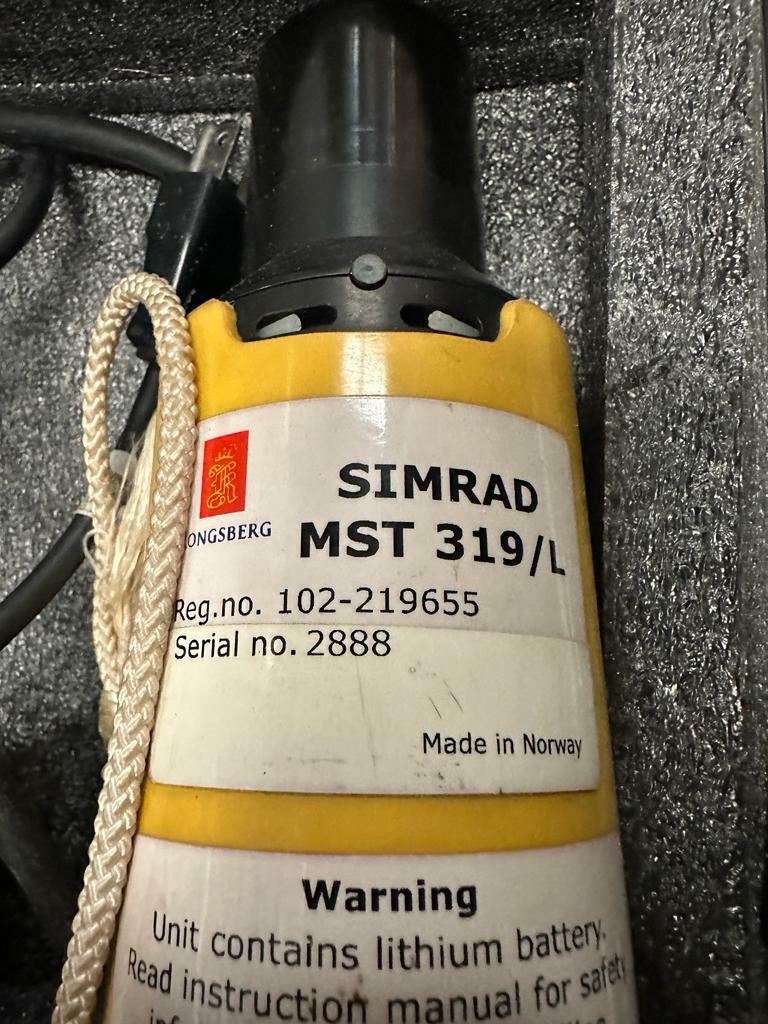 SIMRAD
MST 319/L
ONGSBERG
Reg.no. 102-219655
Serial no. 2888
Made in Norway
Warning
Unit contains lithium battery.
Read instruction manual for safety